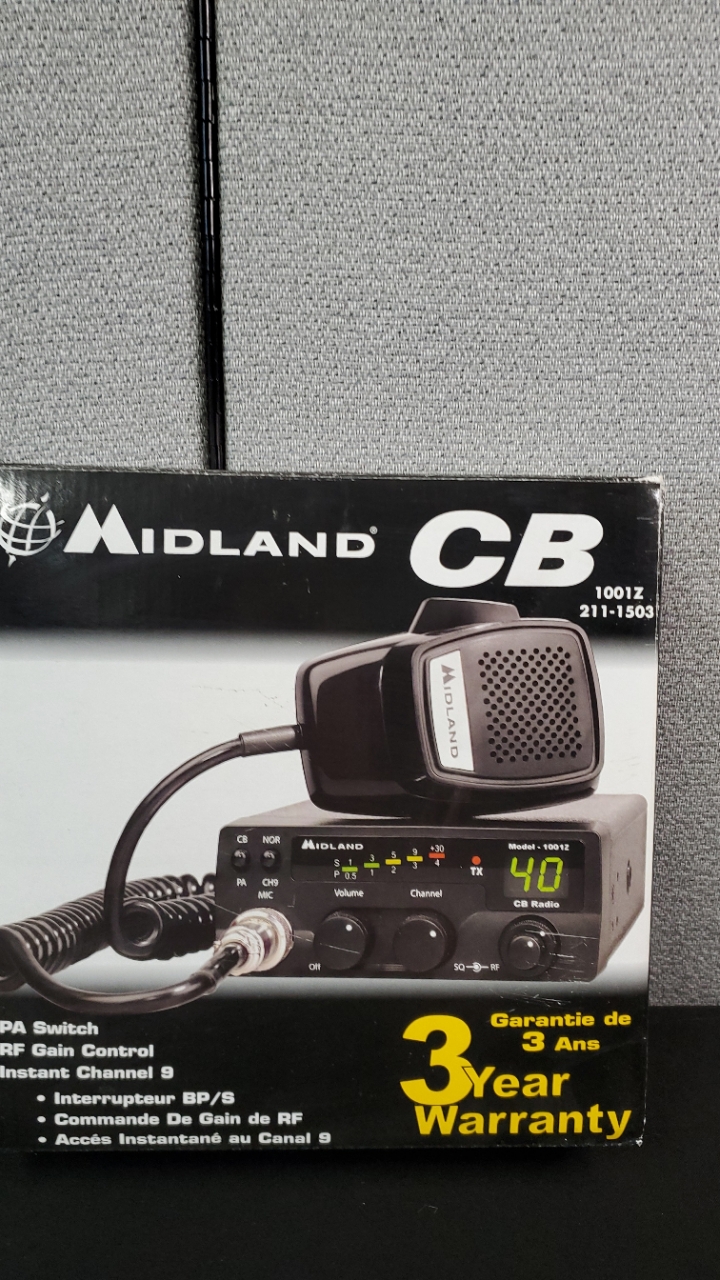 MIDLAND® CB
1001Z
211-1503
MIDLAND
CB NOR
MIDLAND
Model - 1001Z
S 1 3 5 9 +30
P 0.5 1 2 3 4
TX
40
CB Radio
PA CH9
MIC
Volume Channel
Off
SQ RF
PA Switch
RF Gain Control
Instant Channel 9
• Interrupteur BP/S
• Commande De Gain de RF
• Accés Instantané au Canal 9
Garantie de
3 Ans
3 Year
Warranty